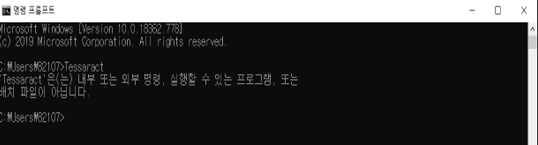 명령 프롬프트
Microsoft Windows [Version 10.0.18362.778]
(c) 2019 Microsoft Corporation. All rights reserved.
C:₩Users₩82107>Tessaract
'Tessaract'은(는) 내부 또는 외부 명령, 실행할 수 있는 프로그램, 또는
배치 파일이 아닙니다.
C:₩Users₩82107>